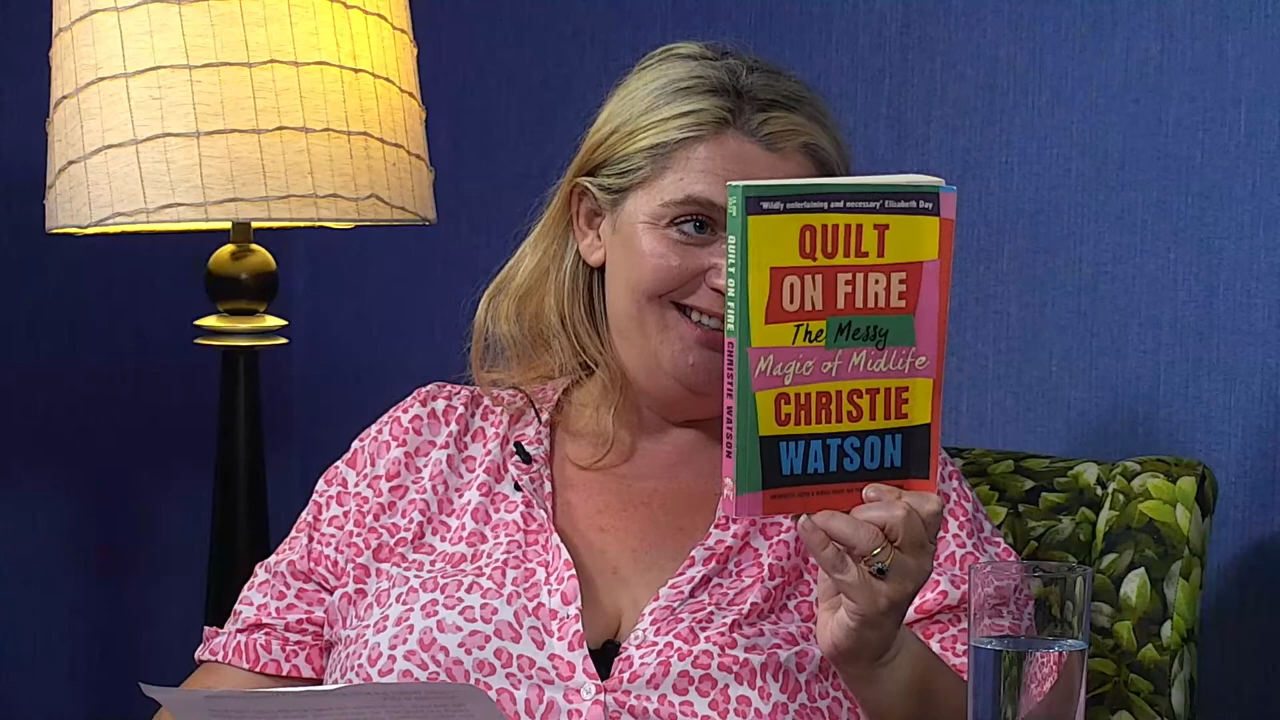 'Wildly entertaining and necessary' Elizabeth Day
QUILT
ON FIRE
The Messy
Magic of Midlife
CHRISTIE
WATSON
QUILT ON FIRE CHRISTIE WATSON